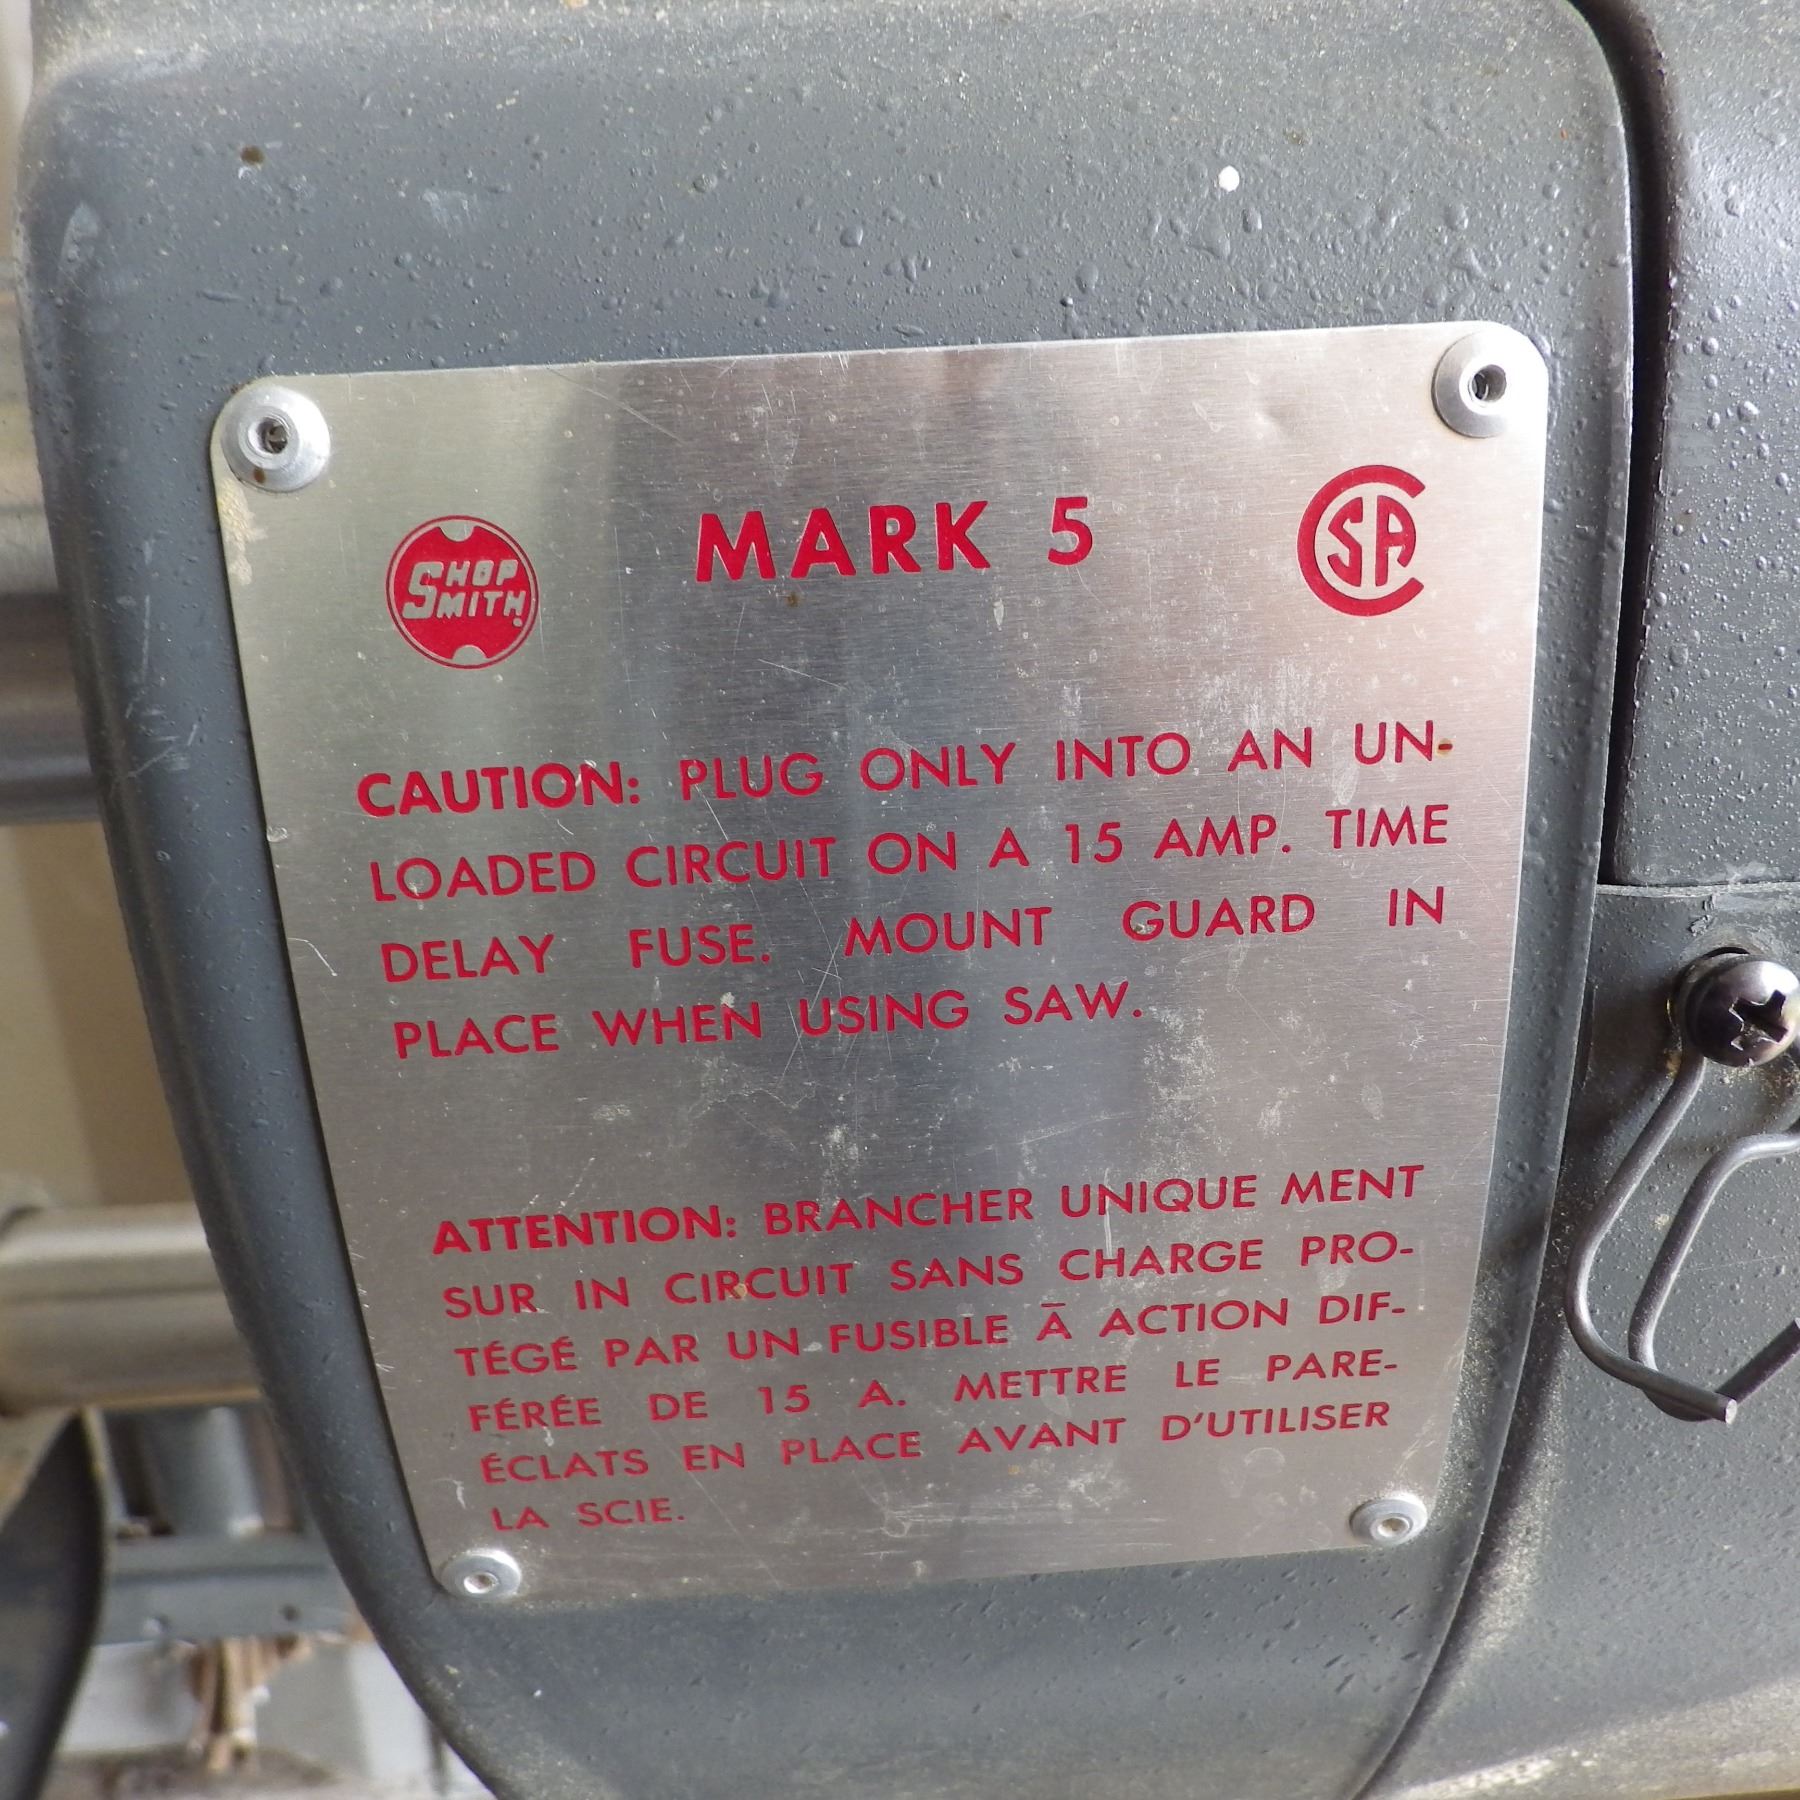 MARK 5
SHOP
SMITH
CSA
CAUTION: PLUG ONLY INTO AN UN-
LOADED CIRCUIT ON A 15 AMP. TIME
DELAY FUSE. MOUNT GUARD IN
PLACE WHEN USING SAW.
ATTENTION: BRANCHER UNIQUE MENT
SUR IN CIRCUIT SANS CHARGE PRO-
TÉGÉ PAR UN FUSIBLE Ā ACTION DIF-
FÉRÉE DE 15 A. METTRE LE PARE-
ÉCLATS EN PLACE AVANT D'UTILISER
LA SCIE.